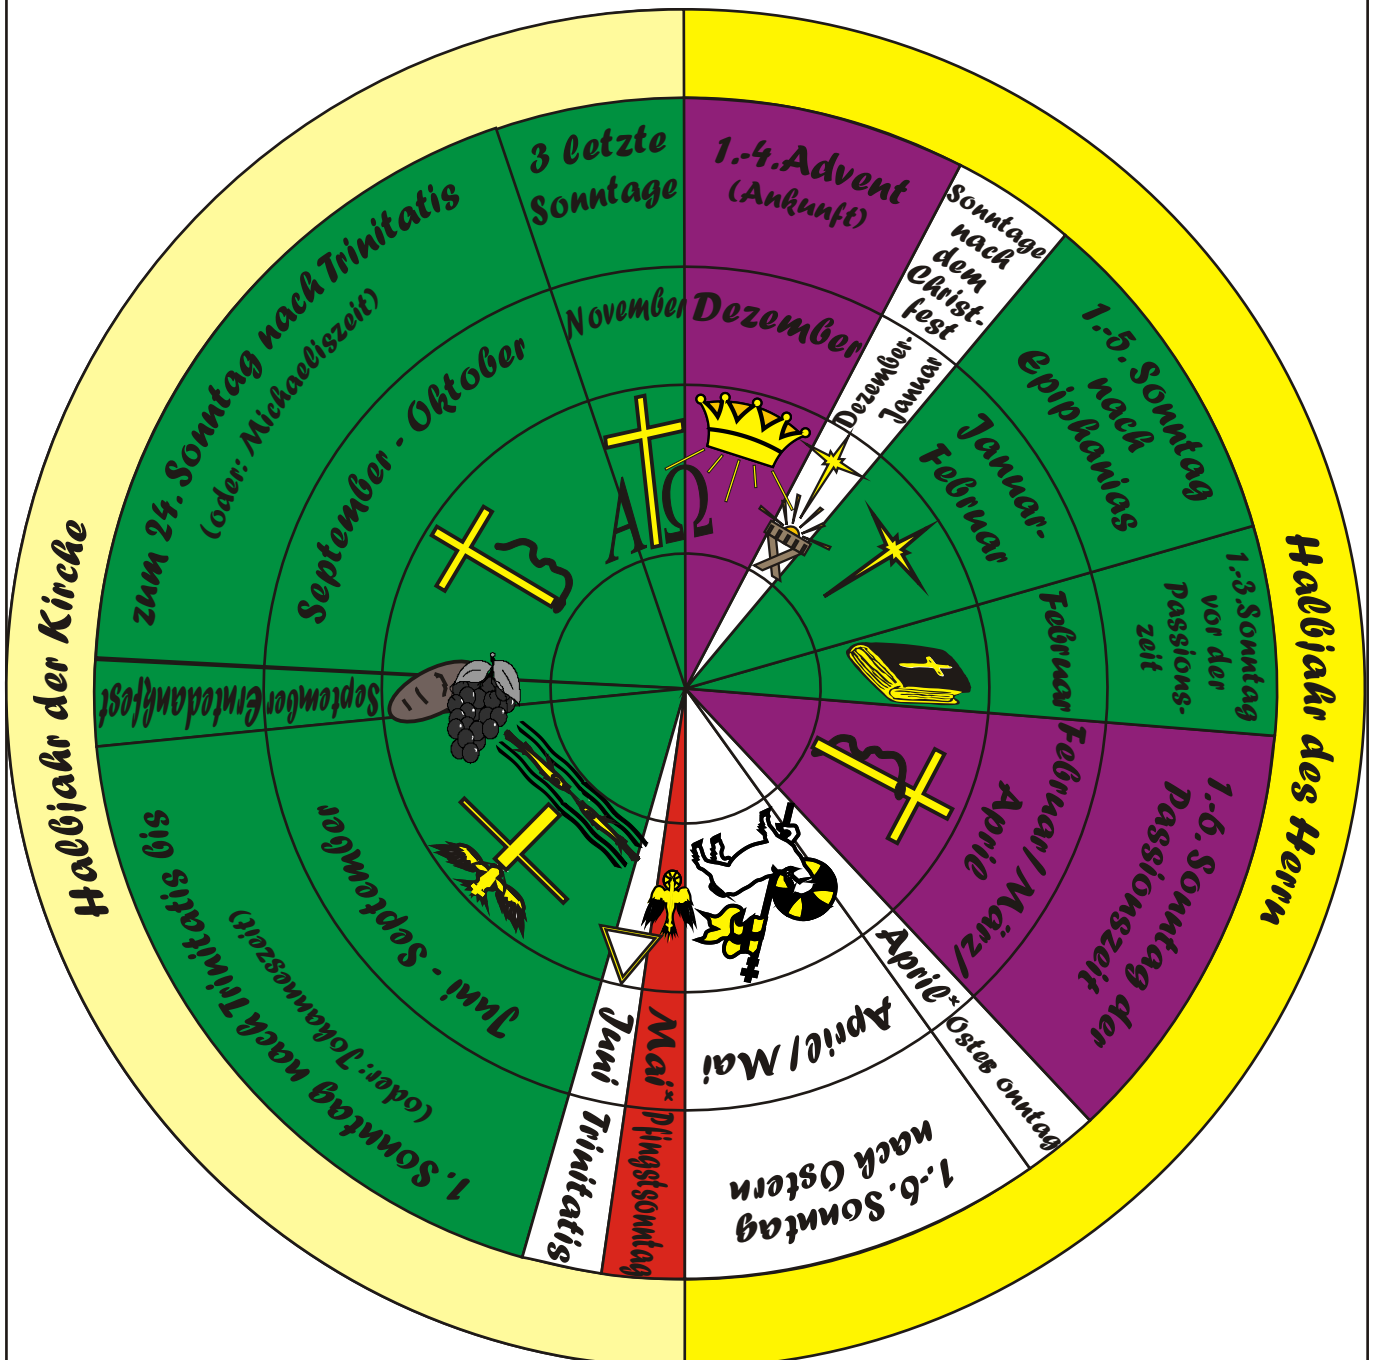 Halbjahr des Herrn
1.-4.Advent
(Ankunft)
Dezember
Sonntage
nach
dem
Christ-
fest
Dezember-
Januar
1.-5. Sonntag
nach
Epiphanias
Januar-
Februar
1.-3.Sonntag
vor der
Passions-
zeit
Februar
1.-6. Sonntag der
Passionszeit
Februar/März/
April
Oster onntag
April*
1.-6. Sonntag
nach Ostern
April/Mai
Pfingstsonntag
Mai*
Trinitatis
Juni
Halbjahr der Kirche
1. Sonntag nach Trinitatis bis
(oder: Johanneszeit)
Juni - September
Erntedankfest
September
zum 24. Sonntag nach Trinitatis
(oder: Michaeliszeit)
September - Oktober
3 letzte
Sonntage
November
A Ω